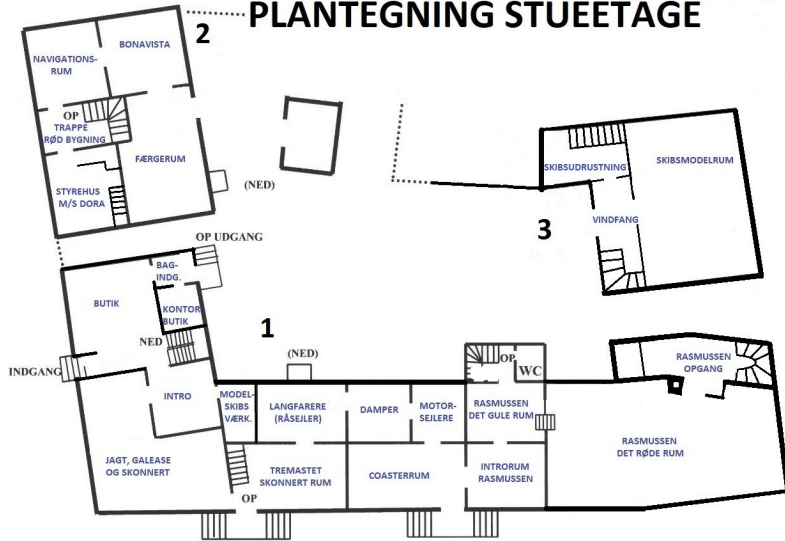 PLANTEGNING STUEETAGE
2
BONAVISTA
NAVIGATIONS-
RUM
OP
TRAPPE
RØD BYGNING
FÆRGERUM
STYREHUS
M/S DORA
(NED)
SKIBSUDRUSTNING
SKIBSMODELRUM
VINDFANG
3
OP UDGANG
BAG-
INDG.
BUTIK
KONTOR
BUTIK
NED
INDGANG
INTRO
1
(NED)
MODEL-
SKIBS
VÆRK.
LANGFARERE
(RÅSEJLER)
DAMPER
MOTOR-
SEJLERE
OP
WC
RASMUSSEN
DET GULE RUM
RASMUSSEN
OPGANG
JAGT, GALEASE
OG SKONNERT
OP
TREMASTET
SKONNERT RUM
COASTERRUM
INTRORUM
RASMUSSEN
RASMUSSEN
DET RØDE RUM